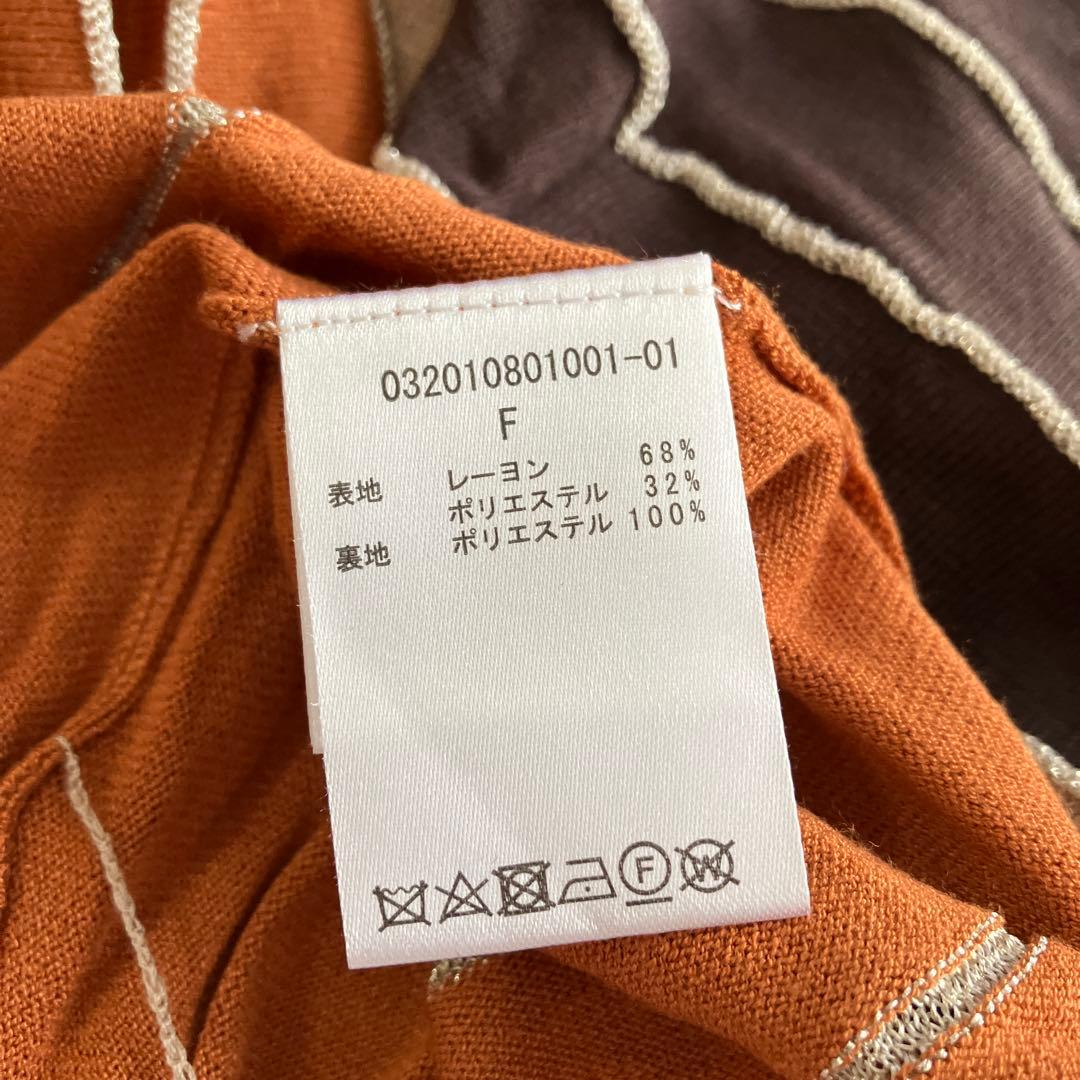 032010801001-01
F
表地 レーヨン 68%
ポリエステル 32%
裏地 ポリエステル 100%
F W